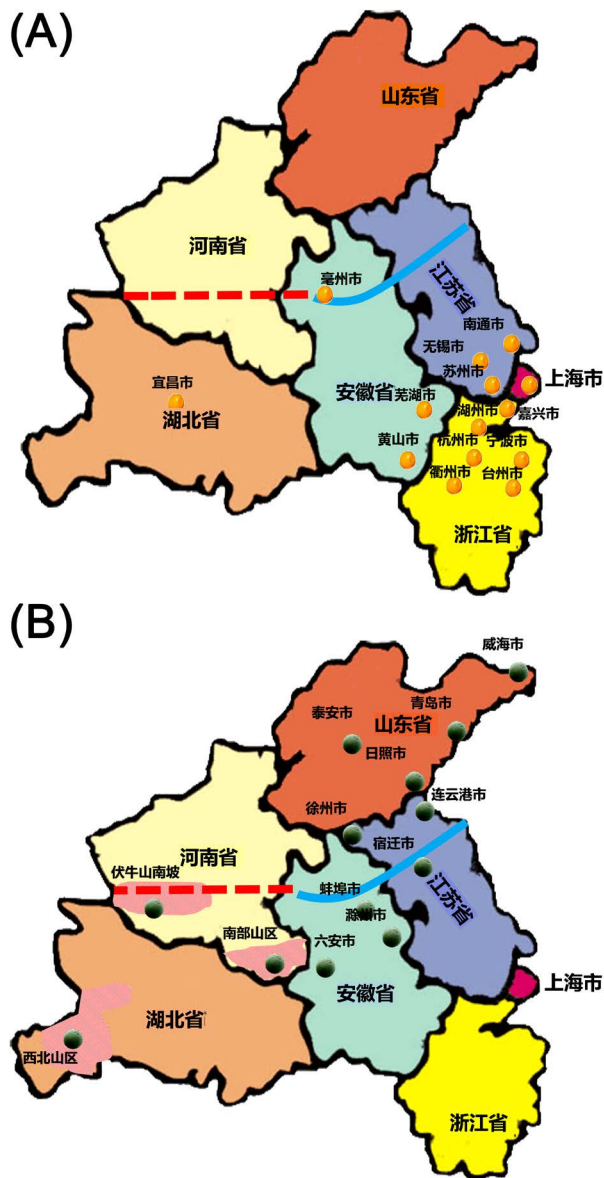 (A)
山东省
河南省
亳州市
江苏省
南通市
无锡市
宜昌市
苏州市
上海市
湖北省
安徽省
芜湖市
湖州市
嘉兴市
黄山市
杭州市
宁波市
衢州市
台州市
浙江省
(B)
威海市
泰安市
青岛市
山东省
日照市
徐州市
连云港市
河南省
宿迁市
伏牛山南坡
蚌埠市
江苏省
滁州市
南部山区
六安市
安徽省
上海市
湖北省
西北山区
浙江省